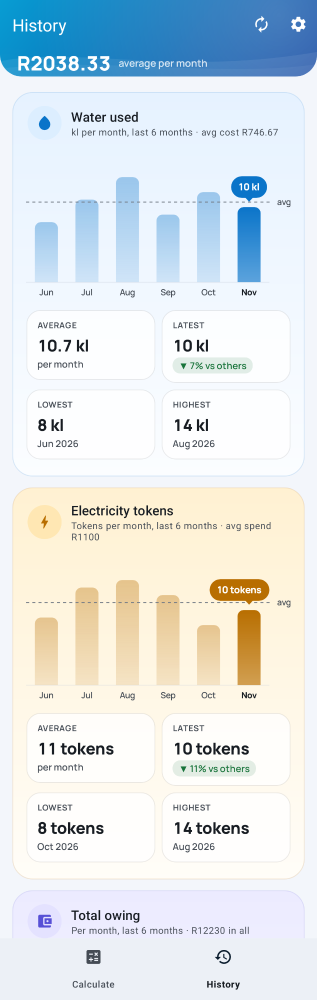 History
R2038.33 average per month
Water used
kl per month, last 6 months · avg cost R746.67
10 kl
avg
Jun Jul Aug Sep Oct Nov
AVERAGE
10.7 kl
per month
LATEST
10 kl
▼ 7% vs others
LOWEST
8 kl
Jun 2026
HIGHEST
14 kl
Aug 2026
Electricity tokens
Tokens per month, last 6 months · avg spend
R1100
10 tokens
avg
Jun Jul Aug Sep Oct Nov
AVERAGE
11 tokens
per month
LATEST
10 tokens
▼ 11% vs others
LOWEST
8 tokens
Oct 2026
HIGHEST
14 tokens
Aug 2026
Total owing
Per month, last 6 months · R12230 in all
Calculate History